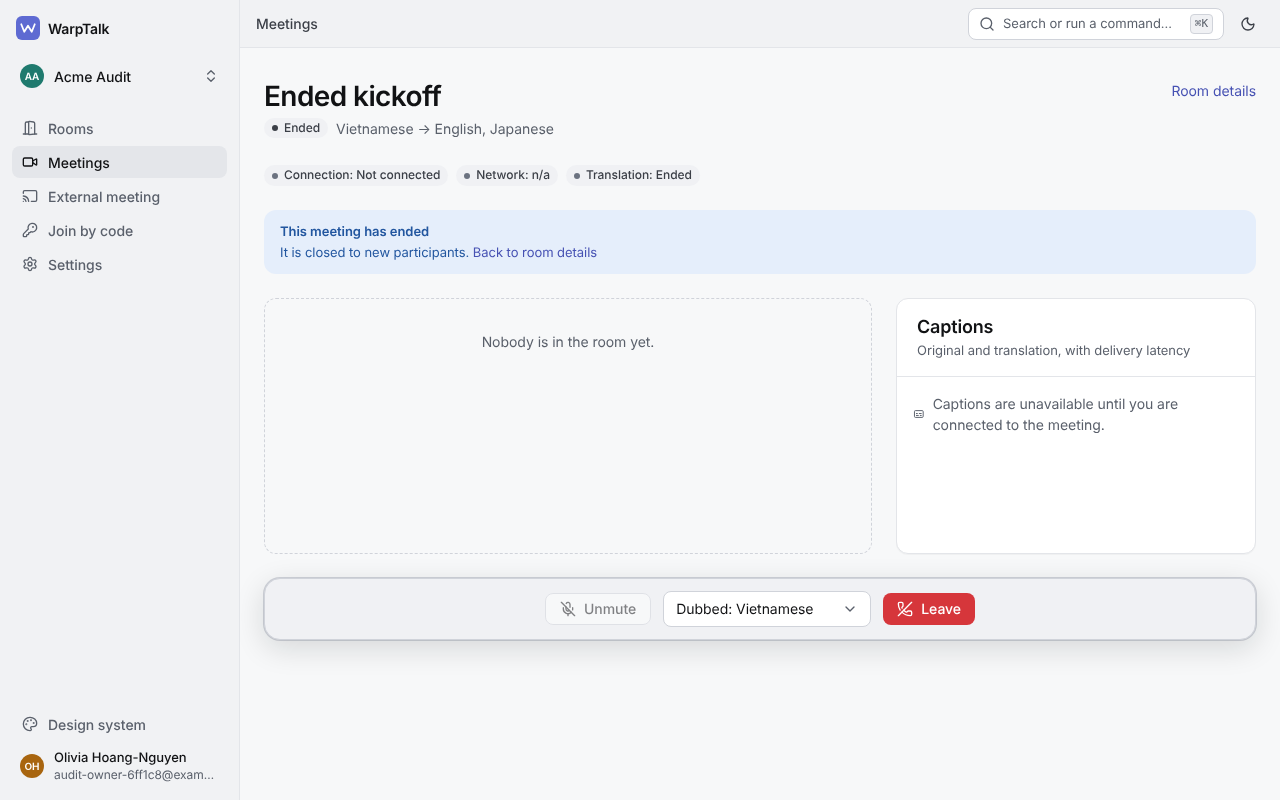 WarpTalk
Meetings
Search or run a command... ⌘K
AA Acme Audit
Rooms
Meetings
External meeting
Join by code
Settings
Ended kickoff
Room details
Ended Vietnamese → English, Japanese
Connection: Not connected Network: n/a Translation: Ended
This meeting has ended
It is closed to new participants. Back to room details
Nobody is in the room yet.
Captions
Original and translation, with delivery latency
Captions are unavailable until you are
connected to the meeting.
Unmute Dubbed: Vietnamese Leave
Design system
OH Olivia Hoang-Nguyen
audit-owner-6ff1c8@exam...